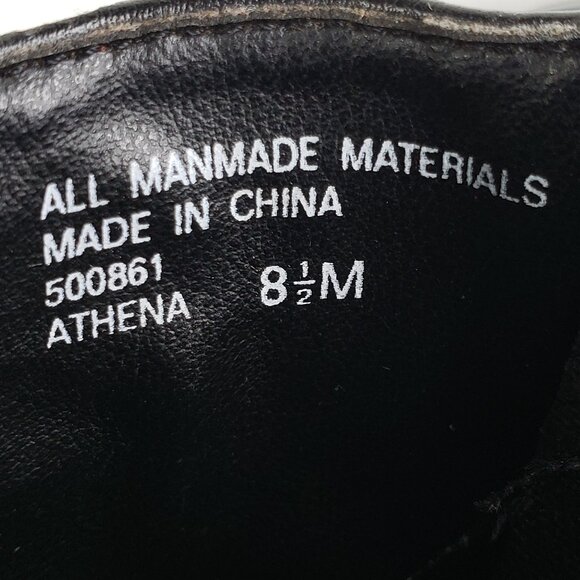 ALL MANMADE MATERIALS
MADE IN CHINA
500861
ATHENA 8½M